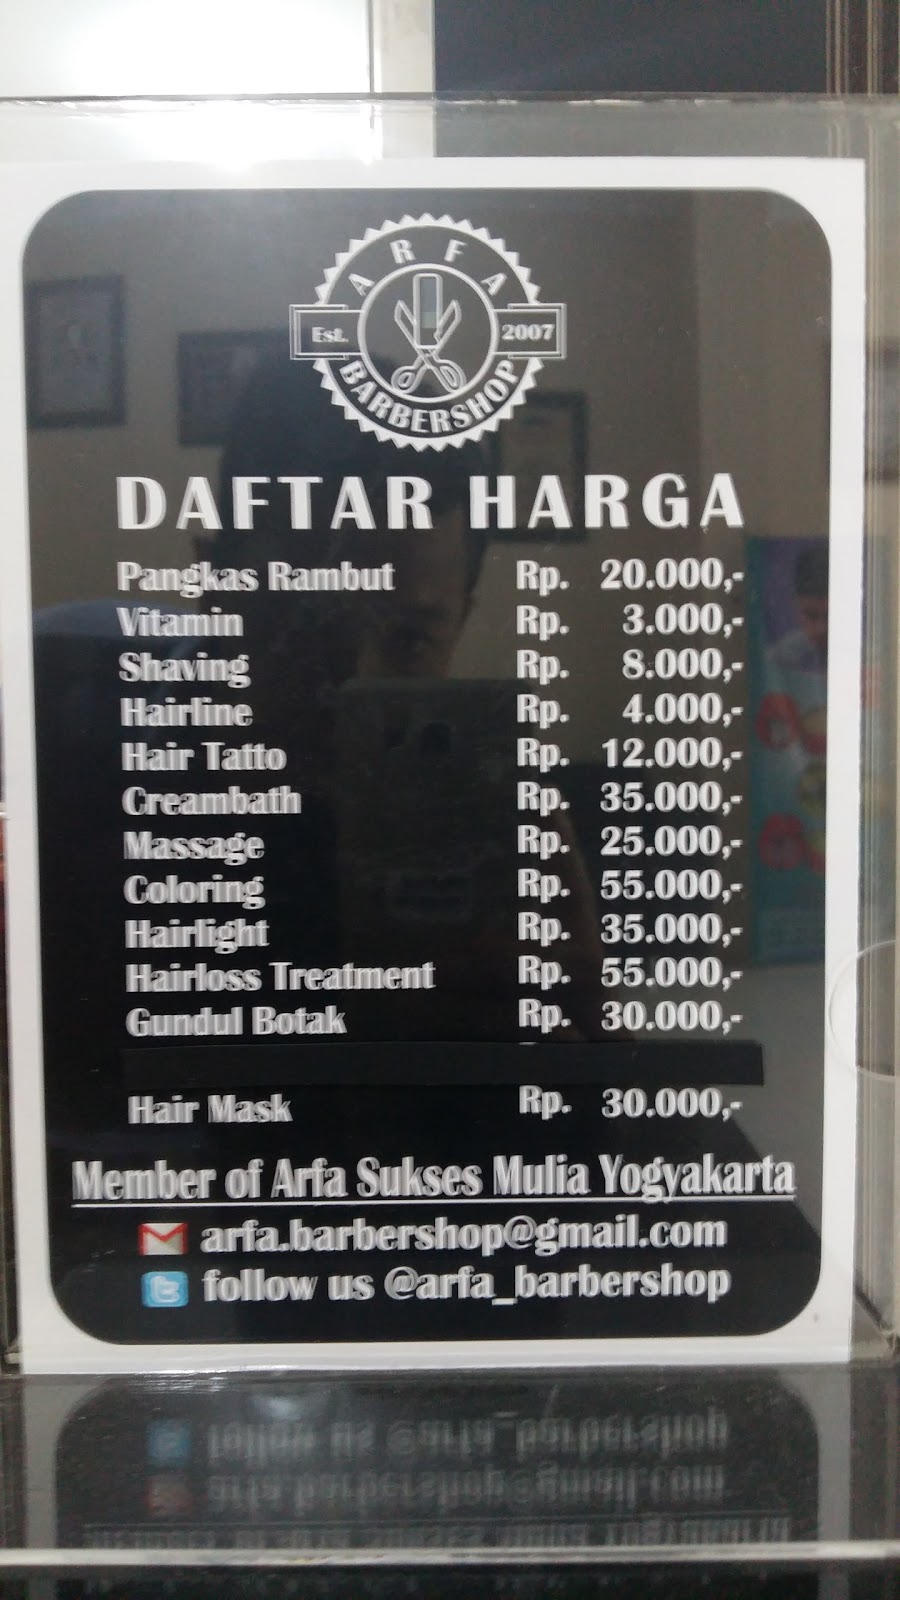 ARFA
Est. 2007
BARBERSHOP
DAFTAR HARGA
Pangkas Rambut Rp. 20.000,-
Vitamin Rp. 3.000,-
Shaving Rp. 8.000,-
Hairline Rp. 4.000,-
Hair Tatto Rp. 12.000,-
Creambath Rp. 35.000,-
Massage Rp. 25.000,-
Coloring Rp. 55.000,-
Hairlight Rp. 35.000,-
Hairloss Treatment Rp. 55.000,-
Gundul Botak Rp. 30.000,-
Hair Mask Rp. 30.000,-
Member of Arfa Sukses Mulia Yogyakarta
arfa.barbershop@gmail.com
follow us @arfa_barbershop